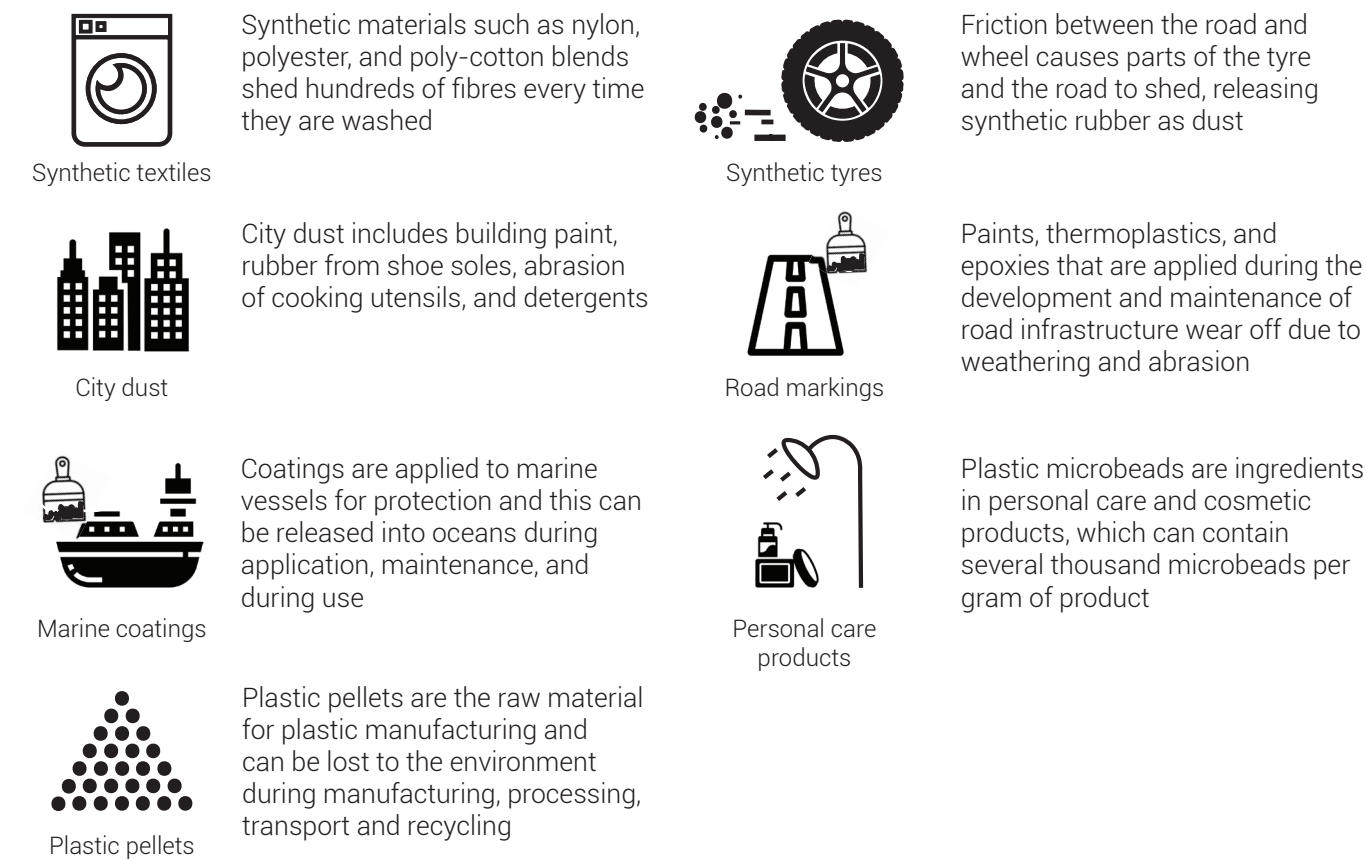 Synthetic materials such as nylon,
polyester, and poly-cotton blends
shed hundreds of fibres every time
they are washed
Synthetic textiles
Friction between the road and
wheel causes parts of the tyre
and the road to shed, releasing
synthetic rubber as dust
Synthetic tyres
City dust includes building paint,
rubber from shoe soles, abrasion
of cooking utensils, and detergents
City dust
Paints, thermoplastics, and
epoxies that are applied during the
development and maintenance of
road infrastructure wear off due to
weathering and abrasion
Road markings
Coatings are applied to marine
vessels for protection and this can
be released into oceans during
application, maintenance, and
during use
Marine coatings
Plastic microbeads are ingredients
in personal care and cosmetic
products, which can contain
several thousand microbeads per
gram of product
Personal care
products
Plastic pellets are the raw material
for plastic manufacturing and
can be lost to the environment
during manufacturing, processing,
transport and recycling
Plastic pellets